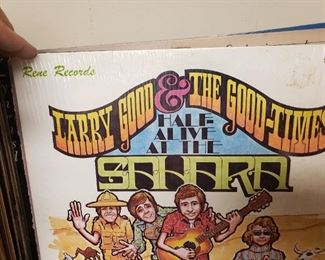 Rene Records
LARRY GOOD & THE GOOD-TIMES
HALF
ALIVE
AT THE
SAHARA